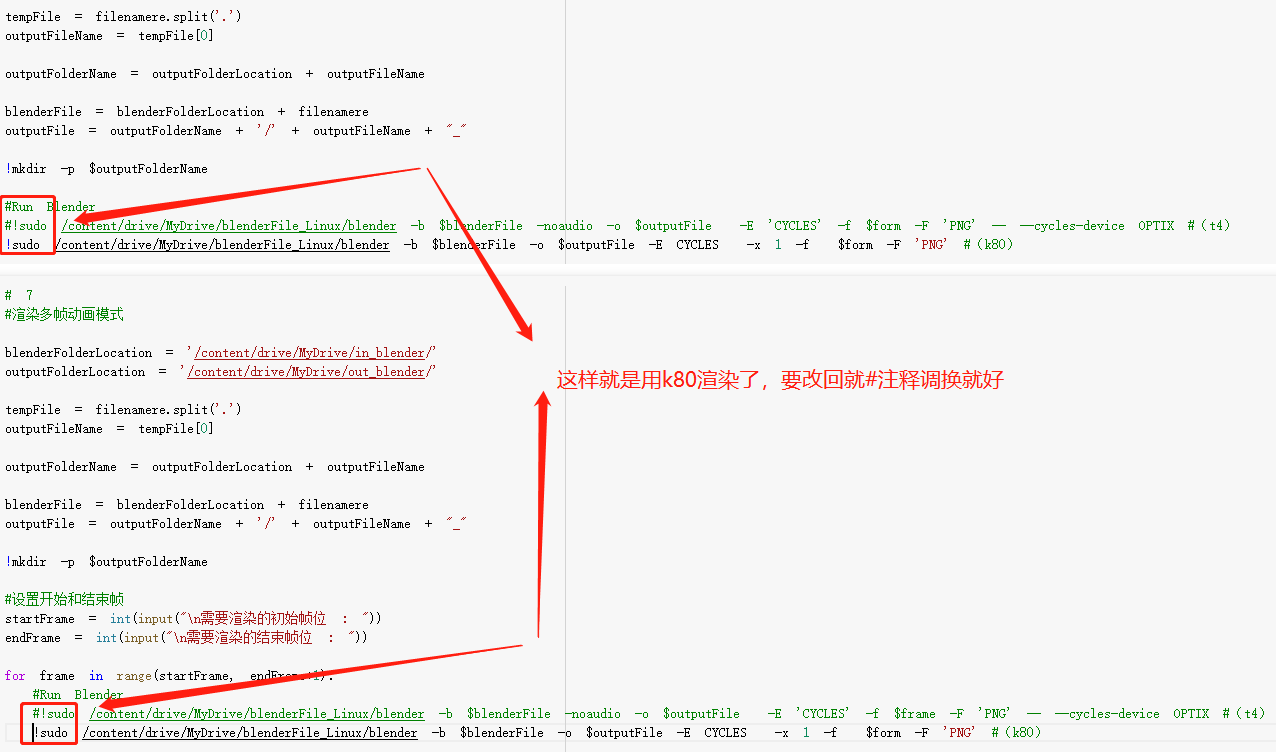 tempFile = filenamere.split('.')
outputFileName = tempFile[0]
outputFolderName = outputFolderLocation + outputFileName
blenderFile = blenderFolderLocation + filenamere
outputFile = outputFolderName + '/' + outputFileName + "_"
!mkdir -p $outputFolderName
#Run Blender
#!sudo /content/drive/MyDrive/blenderFile_Linux/blender -b $blenderFile -noaudio -o $outputFile -E 'CYCLES' -f $form -F 'PNG' -- --cycles-device OPTIX #（t4）
!sudo /content/drive/MyDrive/blenderFile_Linux/blender -b $blenderFile -o $outputFile -E CYCLES -x 1 -f $form -F 'PNG' #（k80）
# 7
#渲染多帧动画模式
blenderFolderLocation = '/content/drive/MyDrive/in_blender/'
outputFolderLocation = '/content/drive/MyDrive/out_blender/'
这样就是用k80渲染了，要改回就#注释调换就好
tempFile = filenamere.split('.')
outputFileName = tempFile[0]
outputFolderName = outputFolderLocation + outputFileName
blenderFile = blenderFolderLocation + filenamere
outputFile = outputFolderName + '/' + outputFileName + "_"
!mkdir -p $outputFolderName
#设置开始和结束帧
startFrame = int(input("\n需要渲染的初始帧位 : "))
endFrame = int(input("\n需要渲染的结束帧位 : "))
for frame in range(startFrame, endFrame+1):
#Run Blender
#!sudo /content/drive/MyDrive/blenderFile_Linux/blender -b $blenderFile -noaudio -o $outputFile -E 'CYCLES' -f $frame -F 'PNG' -- --cycles-device OPTIX #（t4）
!sudo /content/drive/MyDrive/blenderFile_Linux/blender -b $blenderFile -o $outputFile -E CYCLES -x 1 -f $frame -F 'PNG' #（k80）